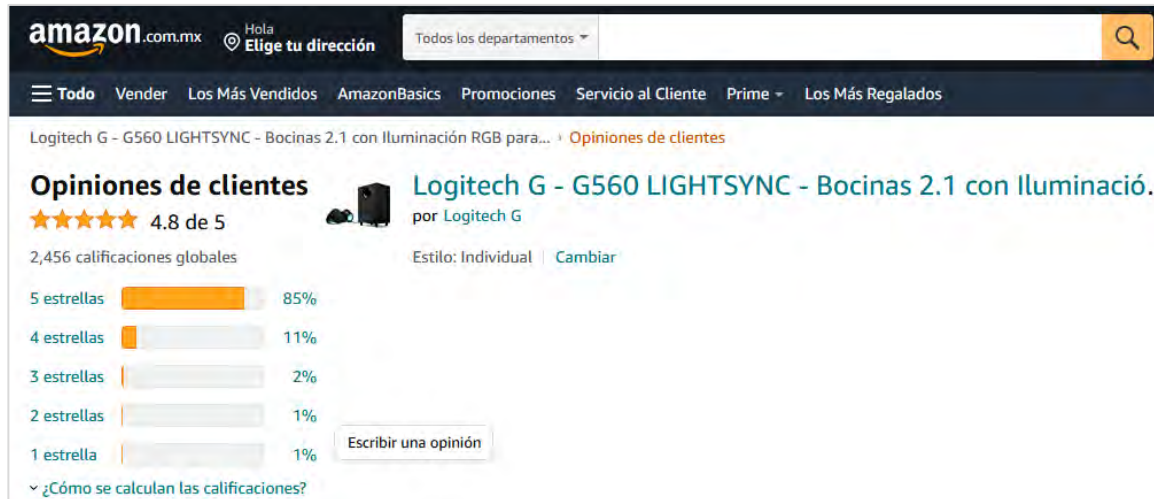 amazon.com.mx
Hola
Elige tu dirección
Todos los departamentos
Todo Vender Los Más Vendidos AmazonBasics Promociones Servicio al Cliente Prime Los Más Regalados
Logitech G - G560 LIGHTSYNC - Bocinas 2.1 con Iluminación RGB para... › Opiniones de clientes
Opiniones de clientes
4.8 de 5
2,456 calificaciones globales
5 estrellas 85%
4 estrellas 11%
3 estrellas 2%
2 estrellas 1%
1 estrella 1%
¿Cómo se calculan las calificaciones?
Logitech G - G560 LIGHTSYNC - Bocinas 2.1 con Iluminació.
por Logitech G
Estilo: Individual | Cambiar
Escribir una opinión